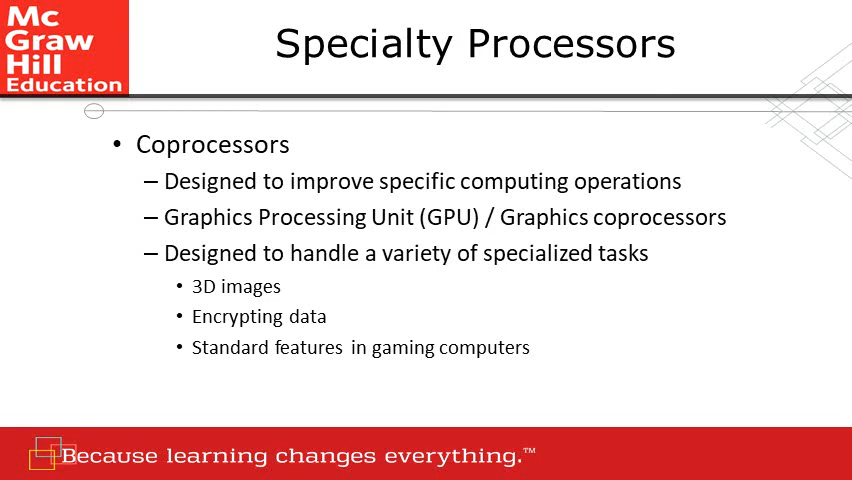 Mc
Graw
Hill
Education
Specialty Processors
• Coprocessors
– Designed to improve specific computing operations
– Graphics Processing Unit (GPU) / Graphics coprocessors
– Designed to handle a variety of specialized tasks
• 3D images
• Encrypting data
• Standard features in gaming computers
Because learning changes everything.™